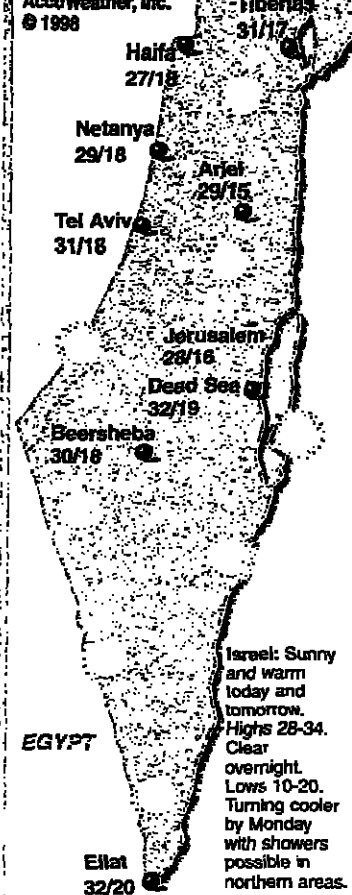 AccuWeather, Inc.
© 1998
Tiberias
31/17
Haifa
27/18
Netanya
29/18
Ariel
29/15
Tel Aviv
31/18
Jerusalem
28/16
Dead Sea
32/19
Beersheba
30/18
EGYPT
Israel: Sunny
and warm
today and
tomorrow.
Highs 28-34.
Clear
overnight.
Lows 10-20.
Turning cooler
by Monday
with showers
possible in
northern areas.
Eilat
32/20